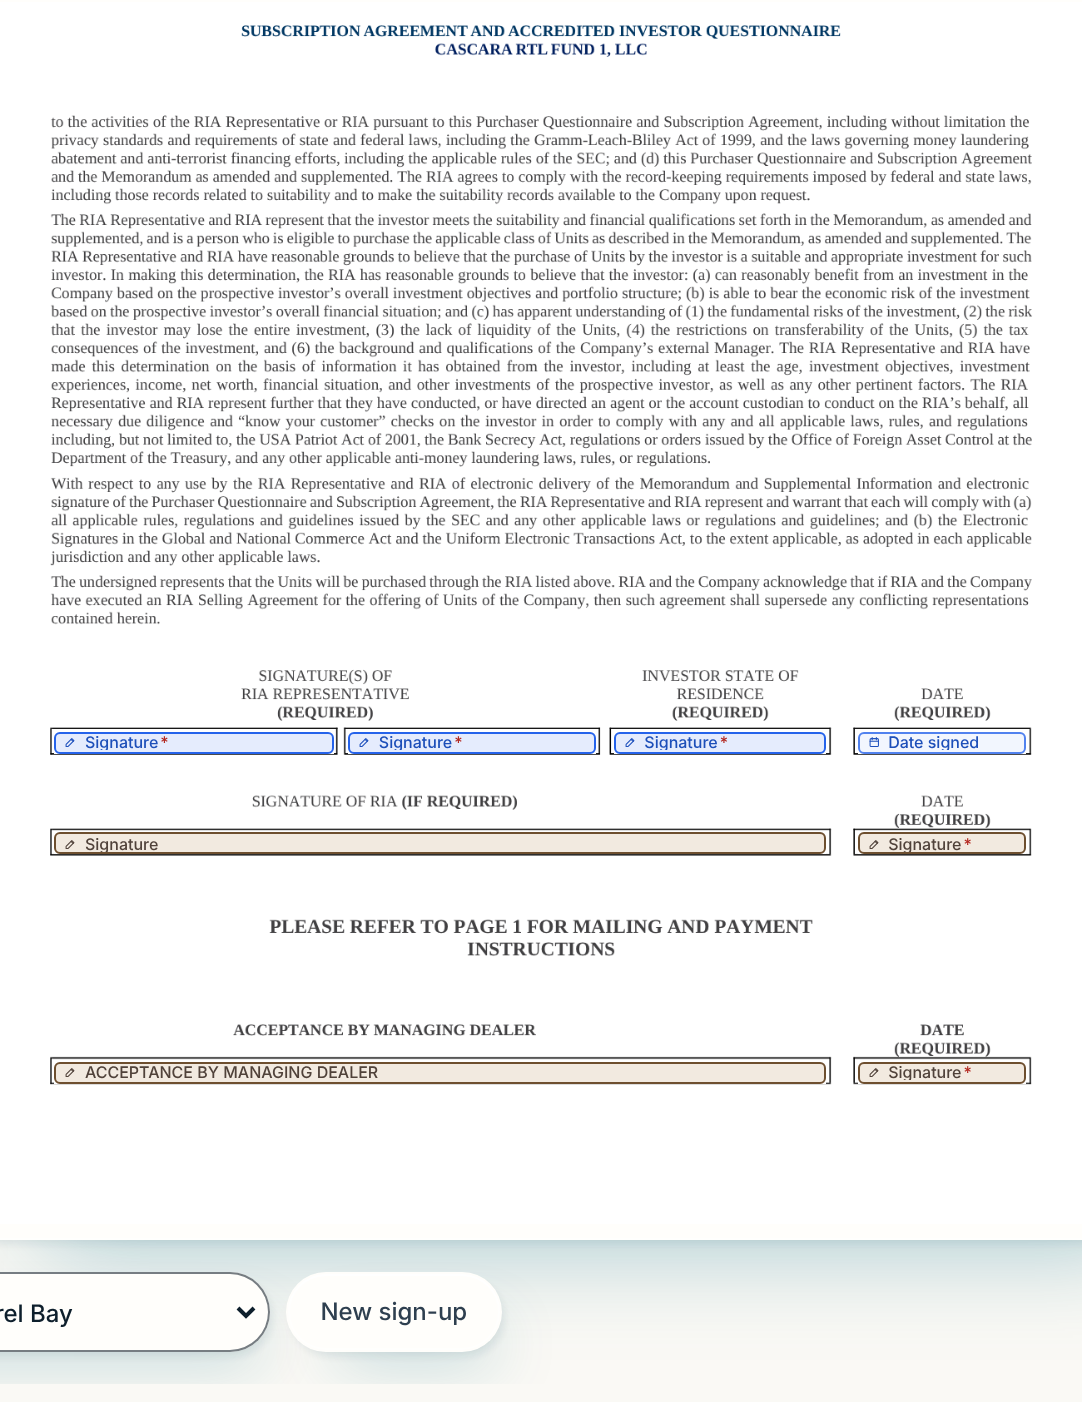 SUBSCRIPTION AGREEMENT AND ACCREDITED INVESTOR QUESTIONNAIRE
CASCARA RTL FUND 1, LLC
to the activities of the RIA Representative or RIA pursuant to this Purchaser Questionnaire and Subscription Agreement, including without limitation the
privacy standards and requirements of state and federal laws, including the Gramm-Leach-Bliley Act of 1999, and the laws governing money laundering
abatement and anti-terrorist financing efforts, including the applicable rules of the SEC; and (d) this Purchaser Questionnaire and Subscription Agreement
and the Memorandum as amended and supplemented. The RIA agrees to comply with the record-keeping requirements imposed by federal and state laws,
including those records related to suitability and to make the suitability records available to the Company upon request.
The RIA Representative and RIA represent that the investor meets the suitability and financial qualifications set forth in the Memorandum, as amended and
supplemented, and is a person who is eligible to purchase the applicable class of Units as described in the Memorandum, as amended and supplemented. The
RIA Representative and RIA have reasonable grounds to believe that the purchase of Units by the investor is a suitable and appropriate investment for such
investor. In making this determination, the RIA has reasonable grounds to believe that the investor: (a) can reasonably benefit from an investment in the
Company based on the prospective investor’s overall investment objectives and portfolio structure; (b) is able to bear the economic risk of the investment
based on the prospective investor’s overall financial situation; and (c) has apparent understanding of (1) the fundamental risks of the investment, (2) the risk
that the investor may lose the entire investment, (3) the lack of liquidity of the Units, (4) the restrictions on transferability of the Units, (5) the tax
consequences of the investment, and (6) the background and qualifications of the Company’s external Manager. The RIA Representative and RIA have
made this determination on the basis of information it has obtained from the investor, including at least the age, investment objectives, investment
experiences, income, net worth, financial situation, and other investments of the prospective investor, as well as any other pertinent factors. The RIA
Representative and RIA represent further that they have conducted, or have directed an agent or the account custodian to conduct on the RIA’s behalf, all
necessary due diligence and “know your customer” checks on the investor in order to comply with any and all applicable laws, rules, and regulations
including, but not limited to, the USA Patriot Act of 2001, the Bank Secrecy Act, regulations or orders issued by the Office of Foreign Asset Control at the
Department of the Treasury, and any other applicable anti-money laundering laws, rules, or regulations.
With respect to any use by the RIA Representative and RIA of electronic delivery of the Memorandum and Supplemental Information and electronic
signature of the Purchaser Questionnaire and Subscription Agreement, the RIA Representative and RIA represent and warrant that each will comply with (a)
all applicable rules, regulations and guidelines issued by the SEC and any other applicable laws or regulations and guidelines; and (b) the Electronic
Signatures in the Global and National Commerce Act and the Uniform Electronic Transactions Act, to the extent applicable, as adopted in each applicable
jurisdiction and any other applicable laws.
The undersigned represents that the Units will be purchased through the RIA listed above. RIA and the Company acknowledge that if RIA and the Company
have executed an RIA Selling Agreement for the offering of Units of the Company, then such agreement shall supersede any conflicting representations
contained herein.
SIGNATURE(S) OF
RIA REPRESENTATIVE
(REQUIRED)
INVESTOR STATE OF
RESIDENCE
(REQUIRED)
DATE
(REQUIRED)
Signature*
Signature*
Signature*
Date signed
SIGNATURE OF RIA (IF REQUIRED)
DATE
(REQUIRED)
Signature
Signature*
PLEASE REFER TO PAGE 1 FOR MAILING AND PAYMENT
INSTRUCTIONS
ACCEPTANCE BY MANAGING DEALER
DATE
(REQUIRED)
ACCEPTANCE BY MANAGING DEALER
Signature*
rel Bay
New sign-up